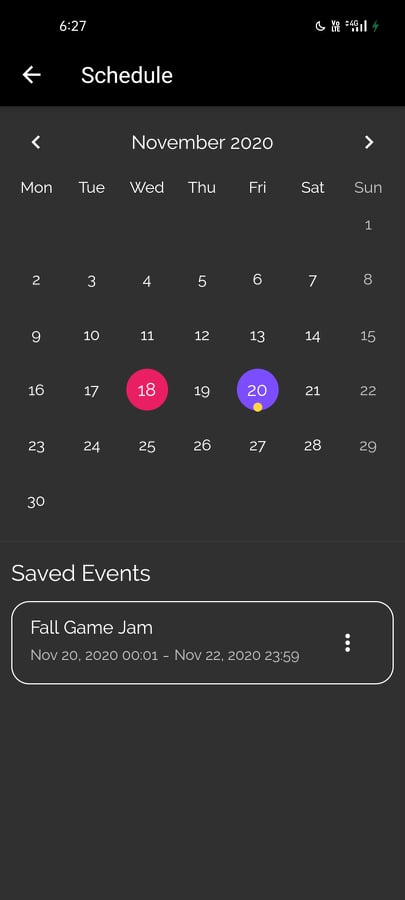 6:27
Vo LTE 4G
Schedule
November 2020
Mon Tue Wed Thu Fri Sat Sun
1
2 3 4 5 6 7 8
9 10 11 12 13 14 15
16 17 18 19 20 21 22
23 24 25 26 27 28 29
30
Saved Events
Fall Game Jam
Nov 20, 2020 00:01 - Nov 22, 2020 23:59